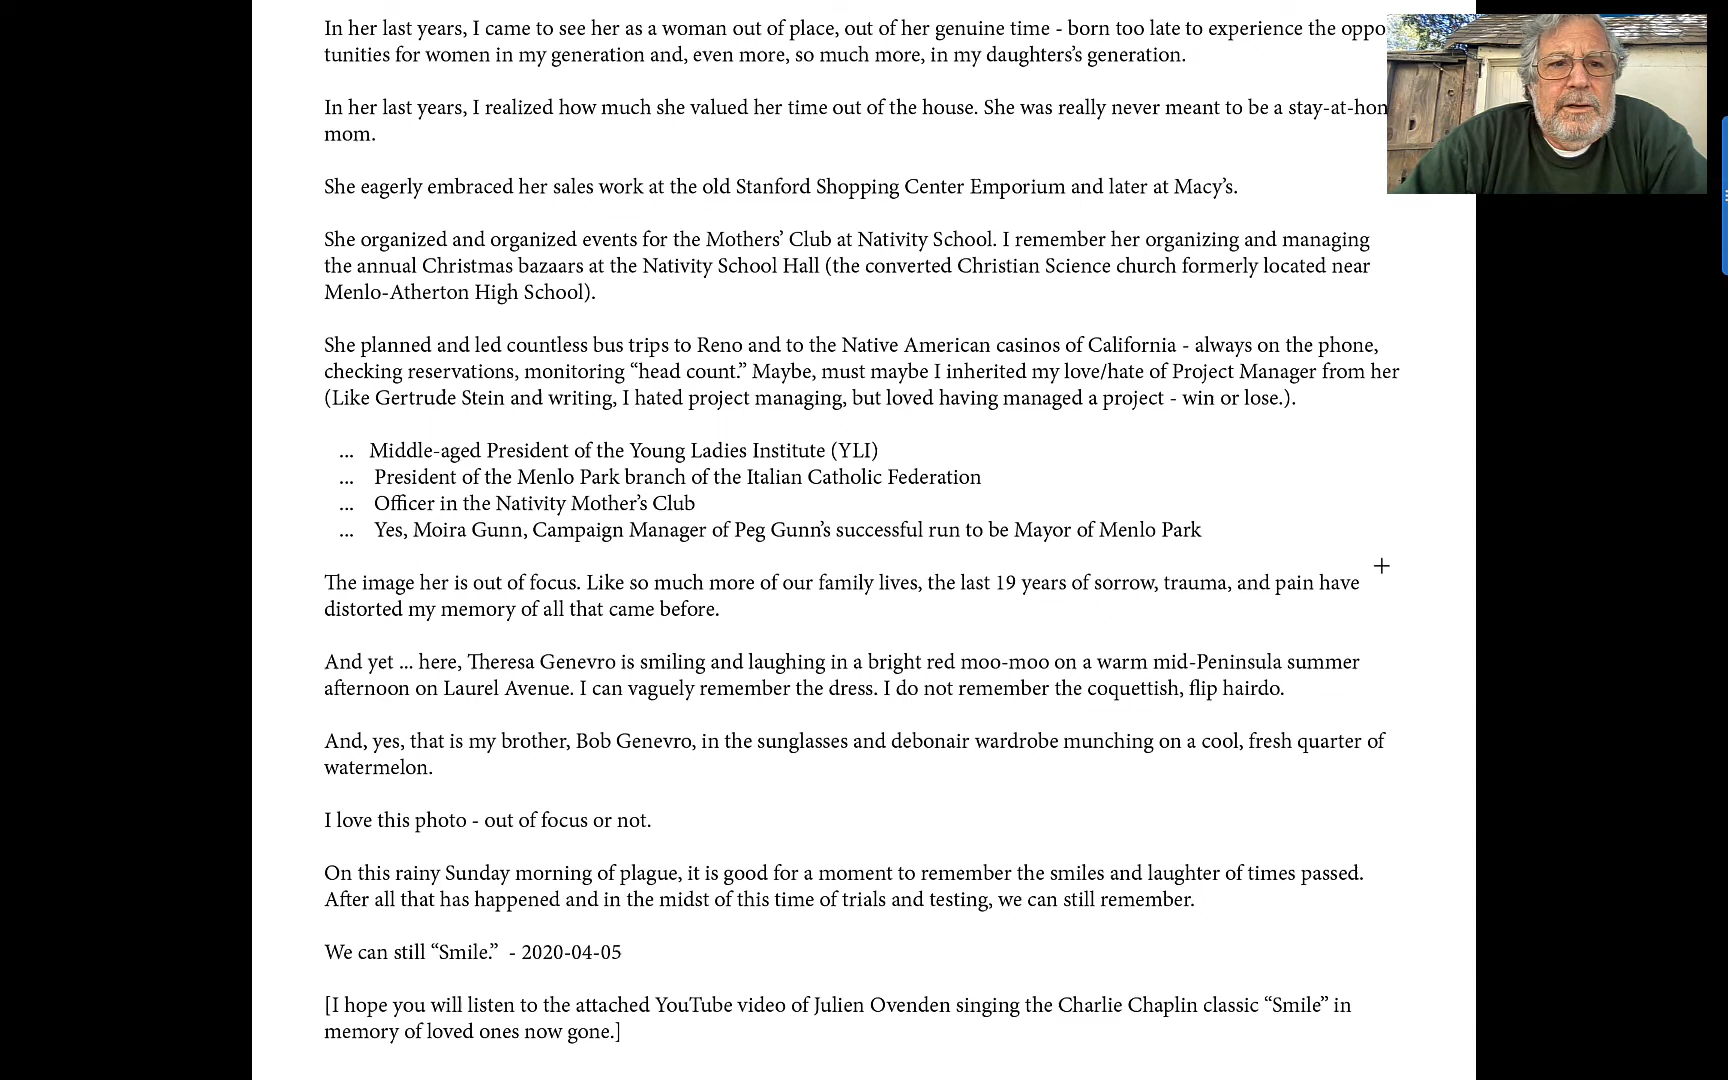 In her last years, I came to see her as a woman out of place, out of her genuine time - born too late to experience the oppo
tunities for women in my generation and, even more, so much more, in my daughters's generation.
In her last years, I realized how much she valued her time out of the house. She was really never meant to be a stay-at-hon
mom.
She eagerly embraced her sales work at the old Stanford Shopping Center Emporium and later at Macy's.
She organized and organized events for the Mothers' Club at Nativity School. I remember her organizing and managing
the annual Christmas bazaars at the Nativity School Hall (the converted Christian Science church formerly located near
Menlo-Atherton High School).
She planned and led countless bus trips to Reno and to the Native American casinos of California - always on the phone,
checking reservations, monitoring “head count.” Maybe, must maybe I inherited my love/hate of Project Manager from her
(Like Gertrude Stein and writing, I hated project managing, but loved having managed a project - win or lose.).
... Middle-aged President of the Young Ladies Institute (YLI)
... President of the Menlo Park branch of the Italian Catholic Federation
... Officer in the Nativity Mother's Club
... Yes, Moira Gunn, Campaign Manager of Peg Gunn's successful run to be Mayor of Menlo Park
The image her is out of focus. Like so much more of our family lives, the last 19 years of sorrow, trauma, and pain have
distorted my memory of all that came before.
And yet ... here, Theresa Genevro is smiling and laughing in a bright red moo-moo on a warm mid-Peninsula summer
afternoon on Laurel Avenue. I can vaguely remember the dress. I do not remember the coquettish, flip hairdo.
And, yes, that is my brother, Bob Genevro, in the sunglasses and debonair wardrobe munching on a cool, fresh quarter of
watermelon.
I love this photo - out of focus or not.
On this rainy Sunday morning of plague, it is good for a moment to remember the smiles and laughter of times passed.
After all that has happened and in the midst of this time of trials and testing, we can still remember.
We can still “Smile.” - 2020-04-05
[I hope you will listen to the attached YouTube video of Julien Ovenden singing the Charlie Chaplin classic “Smile” in
memory of loved ones now gone.]